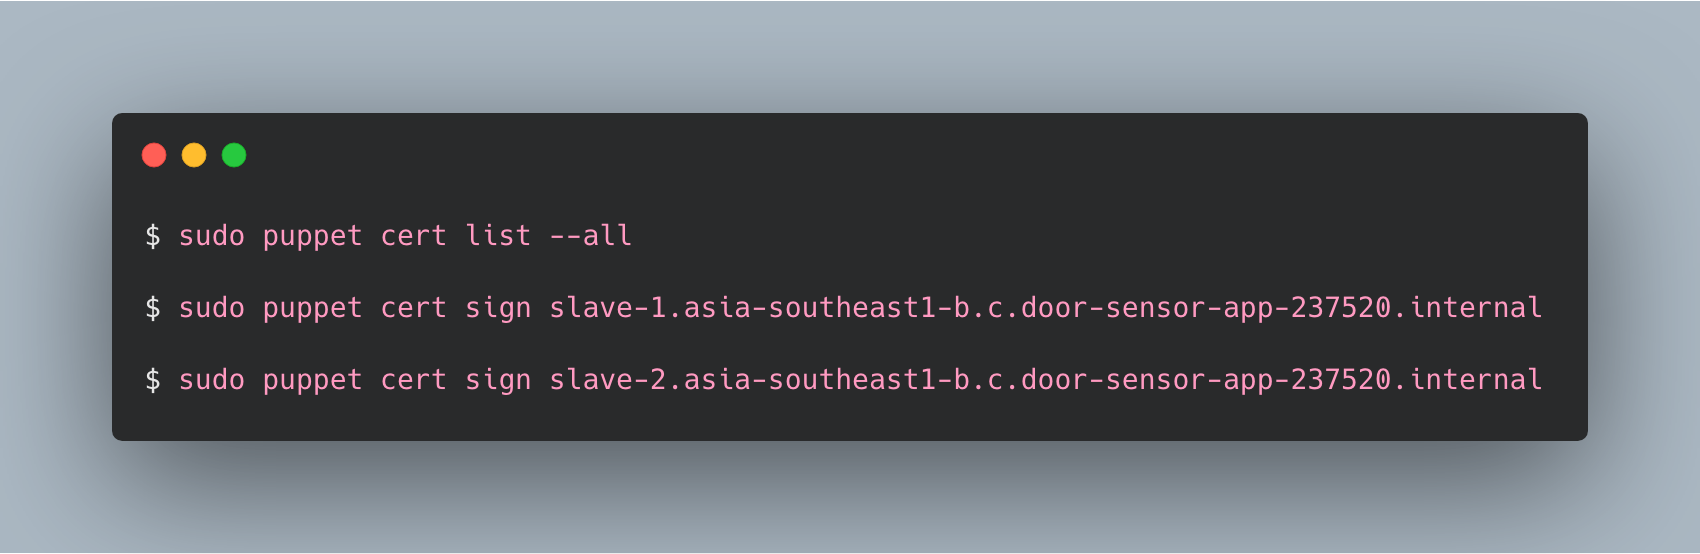 $ sudo puppet cert list --all
$ sudo puppet cert sign slave-1.asia-southeast1-b.c.door-sensor-app-237520.internal
$ sudo puppet cert sign slave-2.asia-southeast1-b.c.door-sensor-app-237520.internal